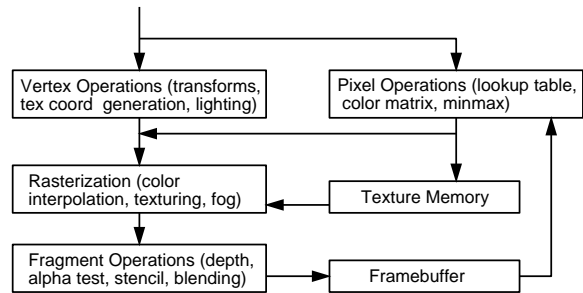 Vertex Operations (transforms,
tex coord generation, lighting)
Pixel Operations (lookup table,
color matrix, minmax)
Rasterization (color
interpolation, texturing, fog)
Texture Memory
Fragment Operations (depth,
alpha test, stencil, blending)
Framebuffer